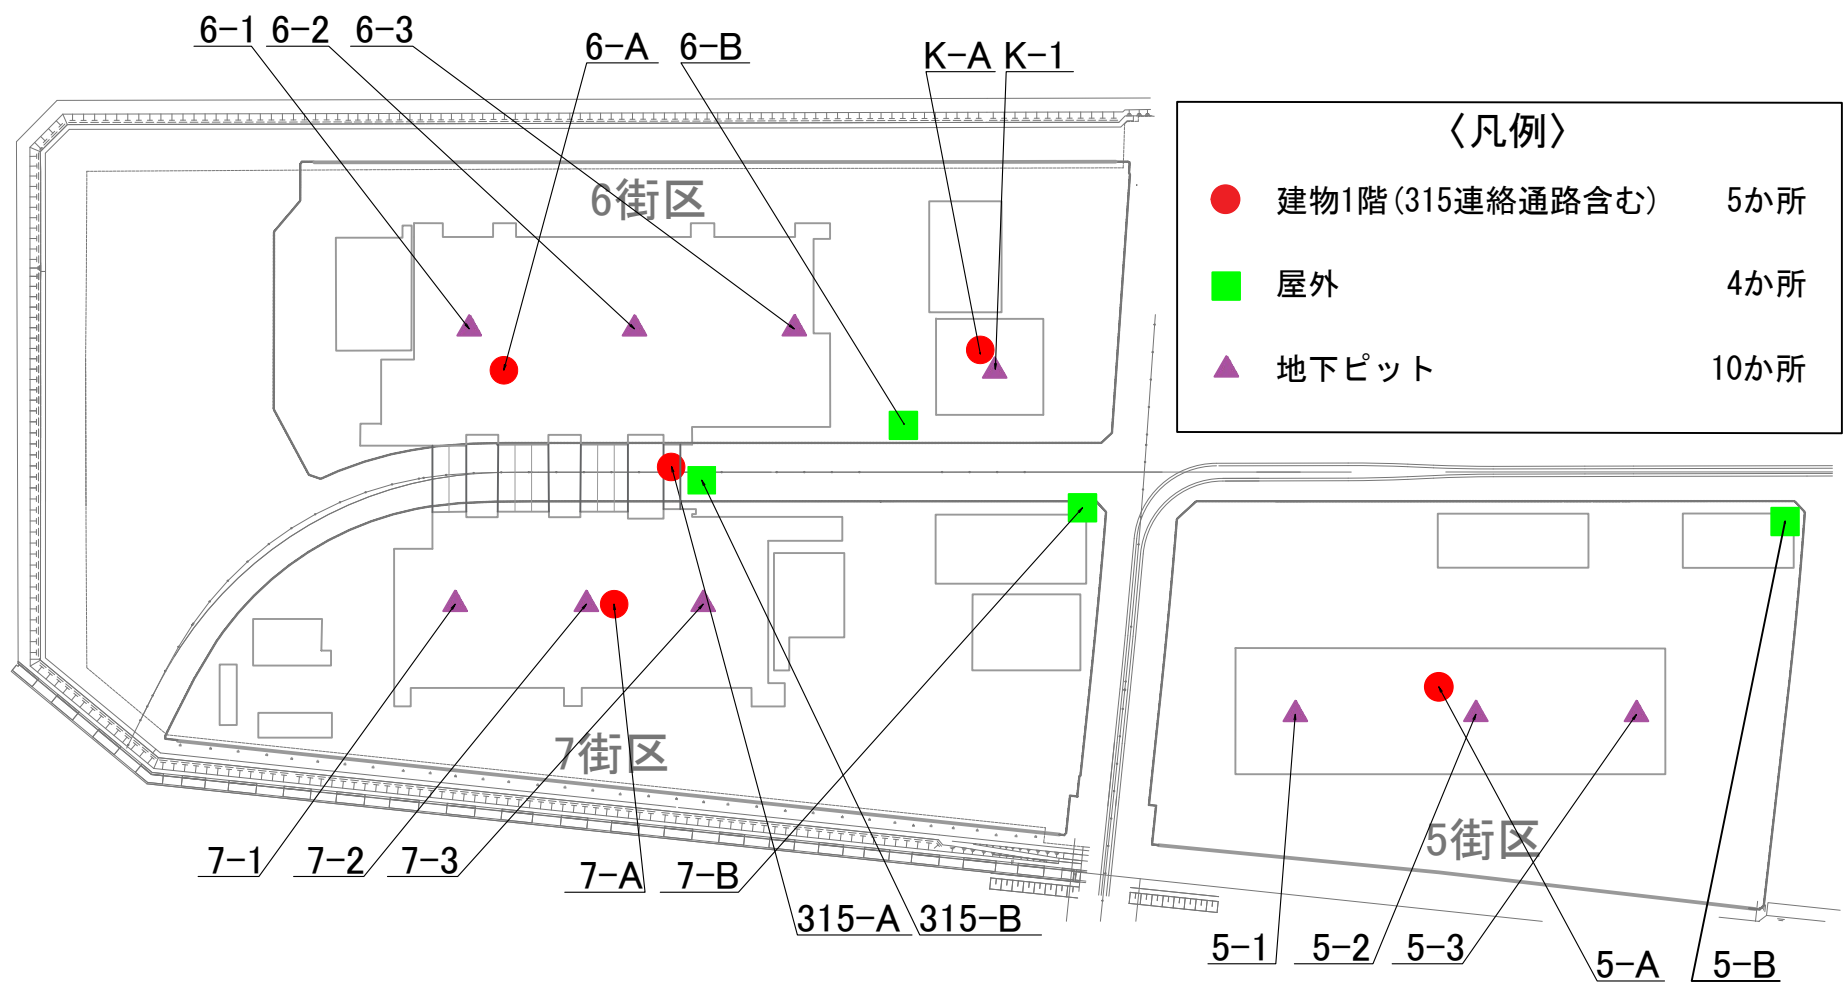 6-1 6-2 6-3 6-A 6-B K-A K-1
〈凡例〉
建物1階(315連絡通路含む) 5か所
屋外 4か所
地下ピット 10か所
6街区
7街区
5街区
7-1 7-2 7-3 7-A 7-B
315-A 315-B
5-1 5-2 5-3 5-A 5-B